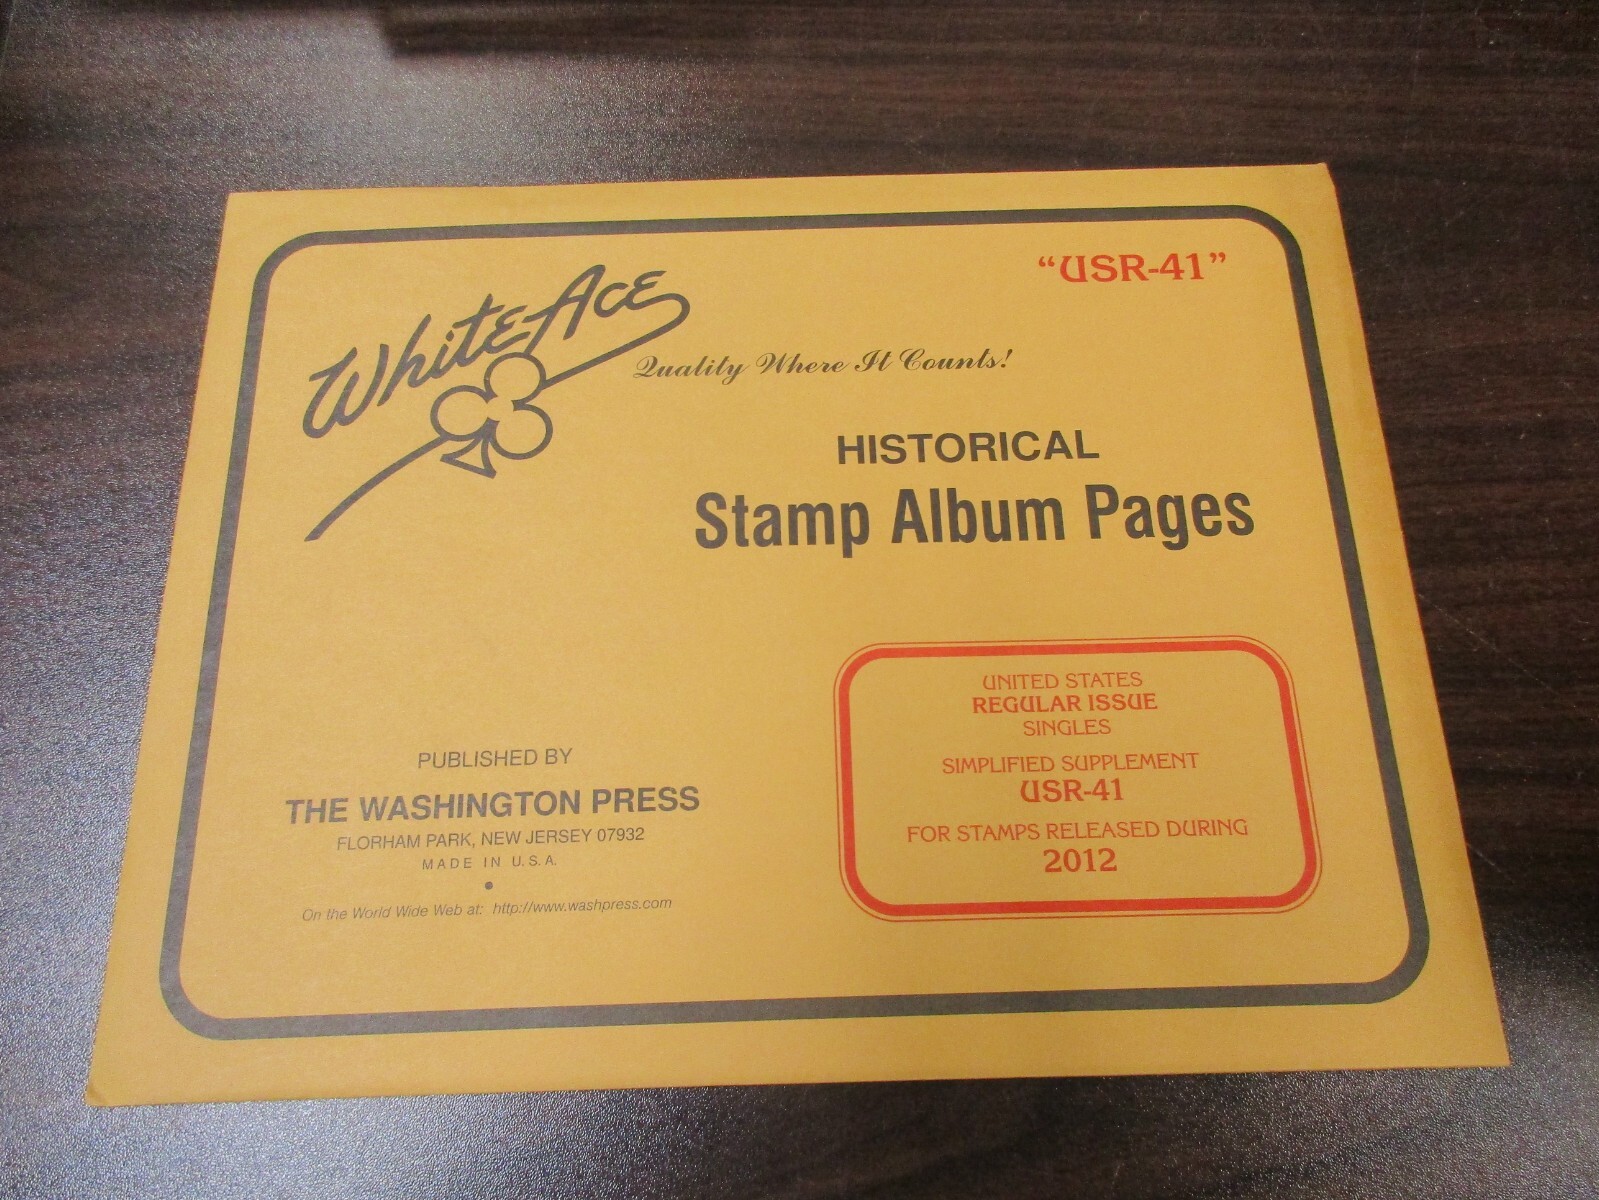 "USR-41"
White Ace
Quality Where It Counts!
HISTORICAL
Stamp Album Pages
UNITED STATES
REGULAR ISSUE
SINGLES
SIMPLIFIED SUPPLEMENT
USR-41
FOR STAMPS RELEASED DURING
2012
PUBLISHED BY
THE WASHINGTON PRESS
FLORHAM PARK, NEW JERSEY 07932
MADE IN U.S.A.
On the World Wide Web at: http://www.washpress.com